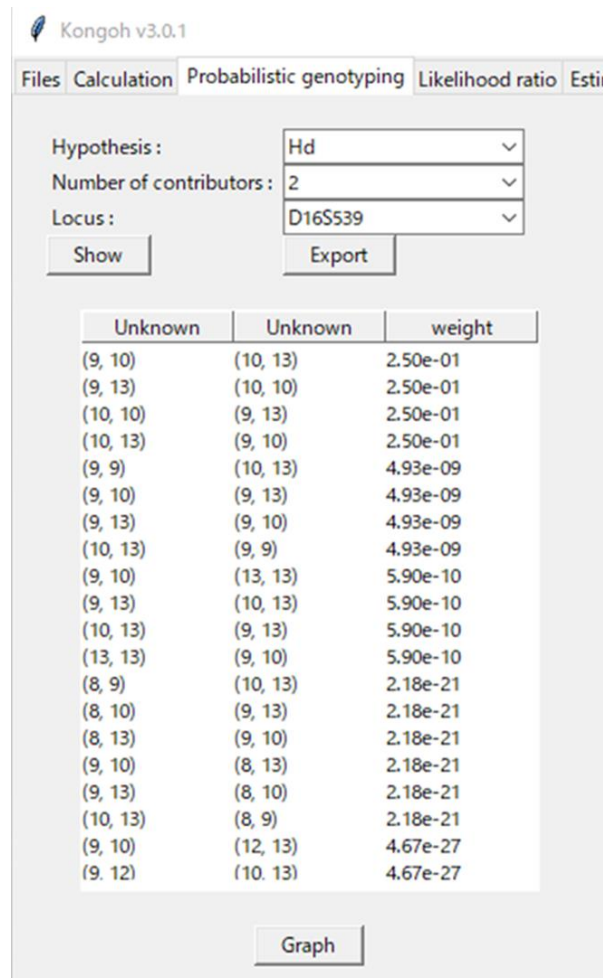 Kongoh v3.0.1
Files Calculation Probabilistic genotyping Likelihood ratio Esti
Hypothesis : Hd
Number of contributors : 2
Locus : D16S539
Show Export
Unknown Unknown weight
(9, 10) (10, 13) 2.50e-01
(9, 13) (10, 10) 2.50e-01
(10, 10) (9, 13) 2.50e-01
(10, 13) (9, 10) 2.50e-01
(9, 9) (10, 13) 4.93e-09
(9, 10) (9, 13) 4.93e-09
(9, 13) (9, 10) 4.93e-09
(10, 13) (9, 9) 4.93e-09
(9, 10) (13, 13) 5.90e-10
(9, 13) (10, 13) 5.90e-10
(10, 13) (9, 13) 5.90e-10
(13, 13) (9, 10) 5.90e-10
(8, 9) (10, 13) 2.18e-21
(8, 10) (9, 13) 2.18e-21
(8, 13) (9, 10) 2.18e-21
(9, 10) (8, 13) 2.18e-21
(9, 13) (8, 10) 2.18e-21
(10, 13) (8, 9) 2.18e-21
(9, 10) (12, 13) 4.67e-27
(9, 12) (10, 13) 4.67e-27
Graph